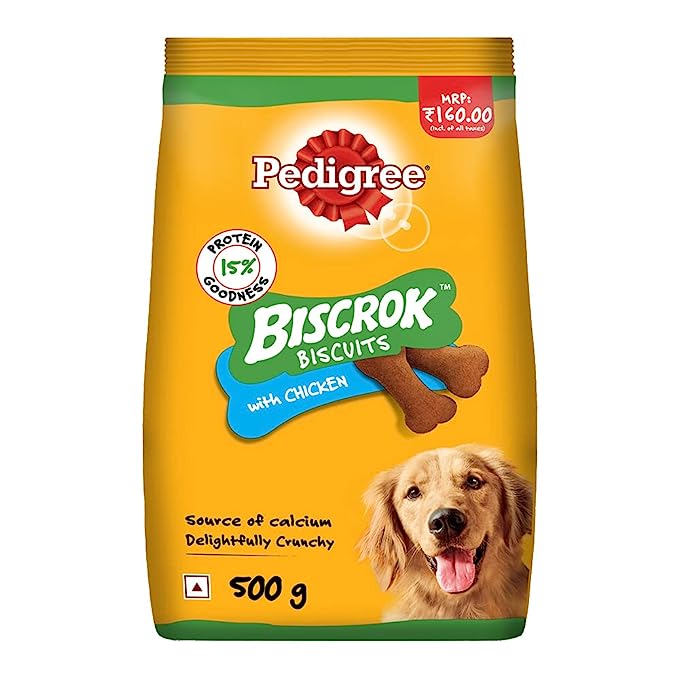 MRP:
₹160.00
(Incl. of all taxes)
Pedigree®
PROTEIN
15%
GOODNESS
BISCROK™
BISCUITS
with CHICKEN
Source of calcium
Delightfully Crunchy
500 g